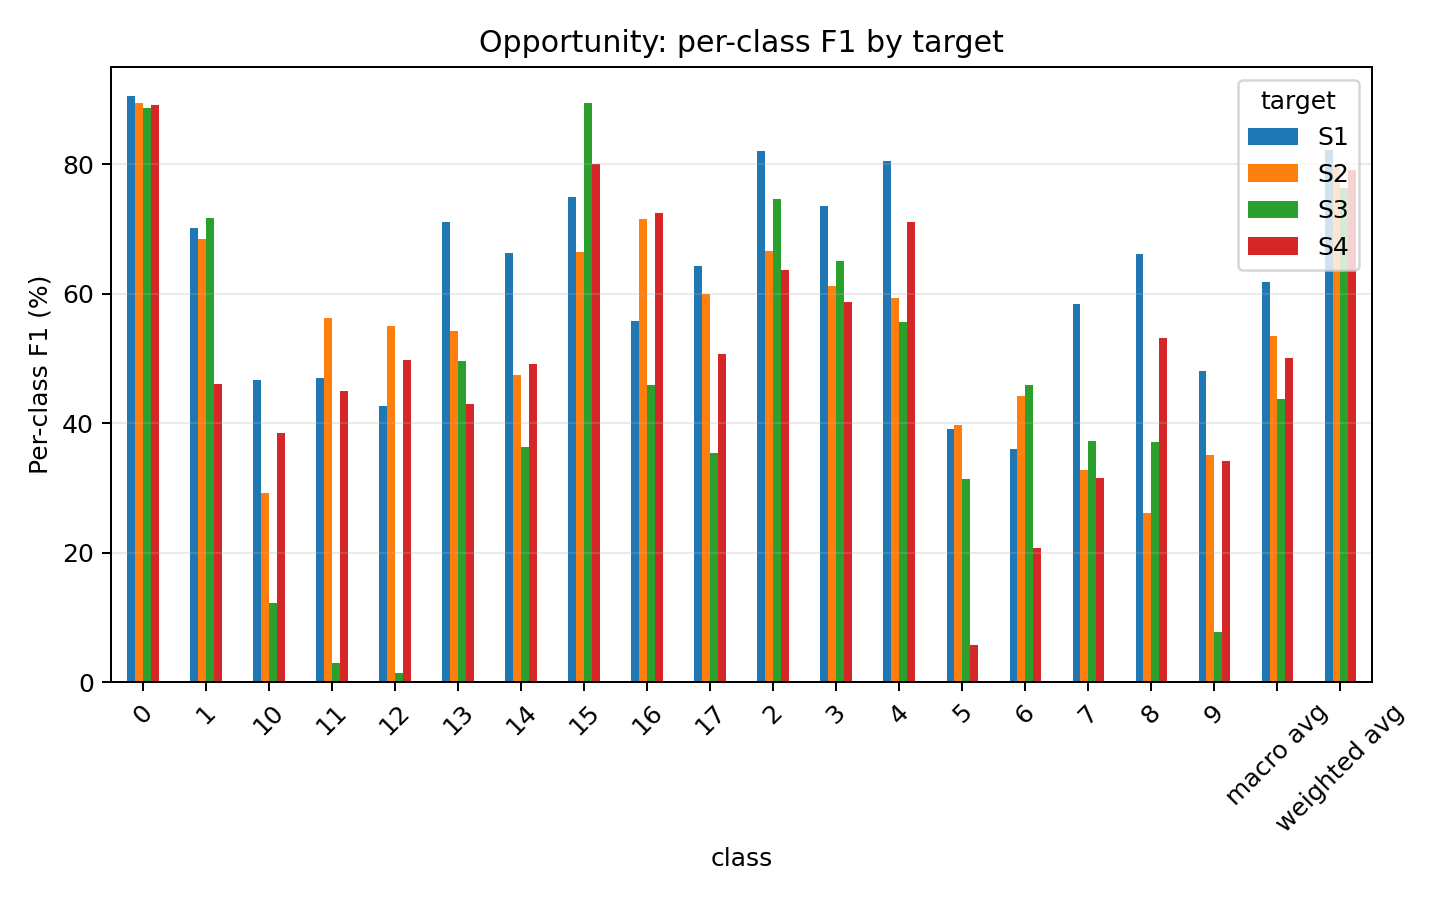 Opportunity: per-class F1 by target
target
S1
S2
S3
S4
Per-class F1 (%)
80
60
40
20
0
0 1 10 11 12 13 14 15 16 17 2 3 4 5 6 7 8 9 macro avg weighted avg
class